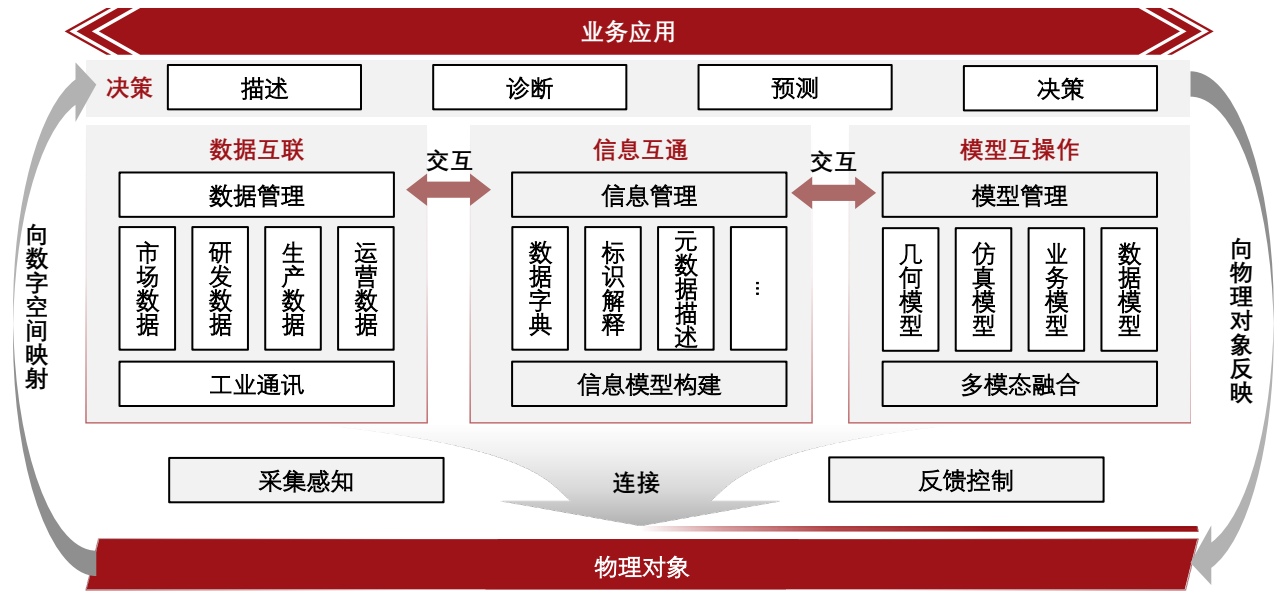 业务应用
决策
描述
诊断
预测
决策
数据互联
交互
信息互通
交互
模型互操作
数据管理
信息管理
模型管理
市场数据
研发数据
生产数据
运营数据
数据字典
标识解释
元数据描述
...
几何模型
仿真模型
业务模型
数据模型
工业通讯
信息模型构建
多模态融合
向数字空间映射
向物理对象反映
采集感知
连接
反馈控制
物理对象